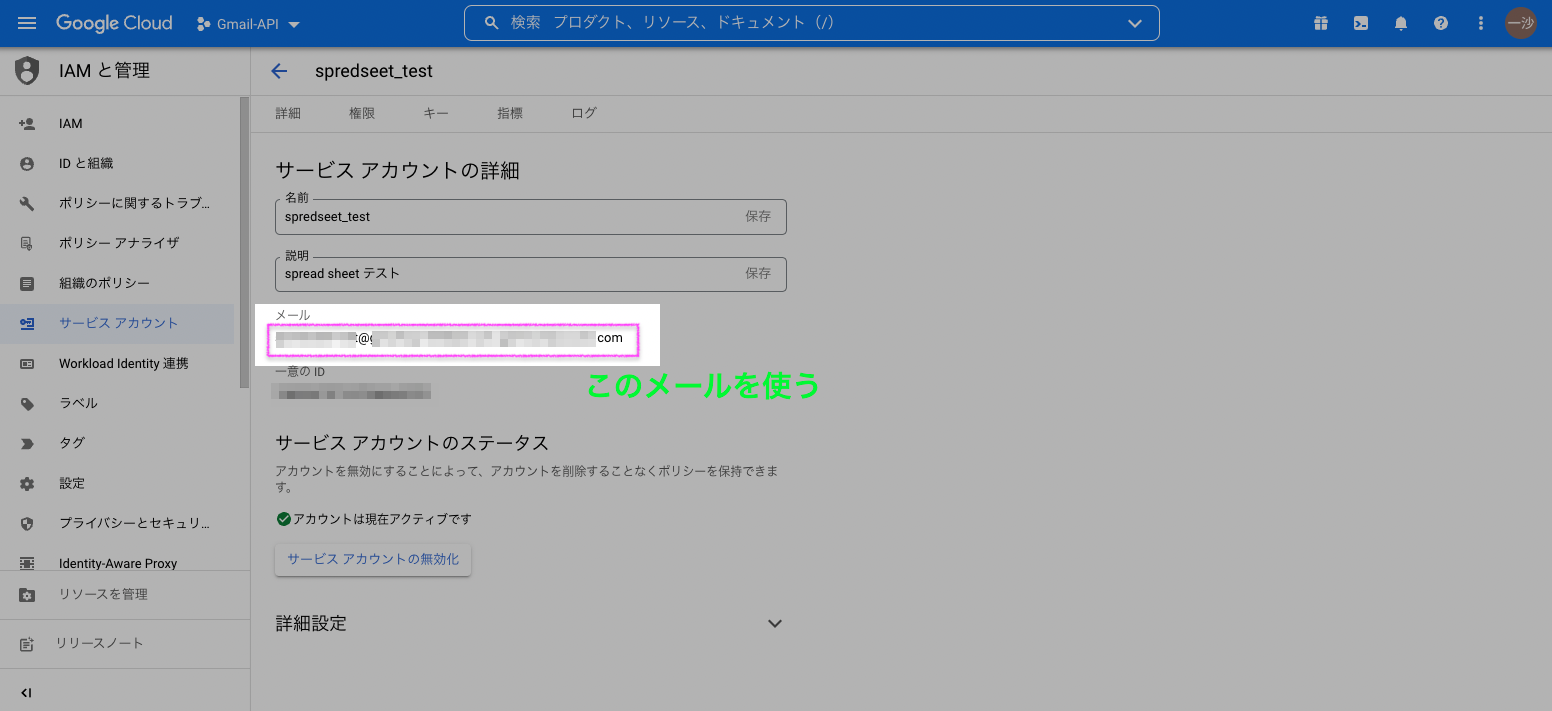 Google Cloud
Gmail-API
検索 プロダクト、リソース、ドキュメント (/)
一沙
IAM と管理
spredseet_test
IAM
ID と組織
ポリシーに関するトラブ...
ポリシー アナライザ
組織のポリシー
サービス アカウント
Workload Identity 連携
ラベル
タグ
設定
プライバシーとセキュリ...
Identity-Aware Proxy
リソースを管理
リリースノート
詳細 権限 キー 指標 ログ
サービス アカウントの詳細
名前
spredseet_test 保存
説明
spread sheet テスト 保存
メール
com
一意の ID
このメールを使う
サービス アカウントのステータス
アカウントを無効にすることによって、アカウントを削除することなくポリシーを保持できま
す。
アカウントは現在アクティブです
サービス アカウントの無効化
詳細設定